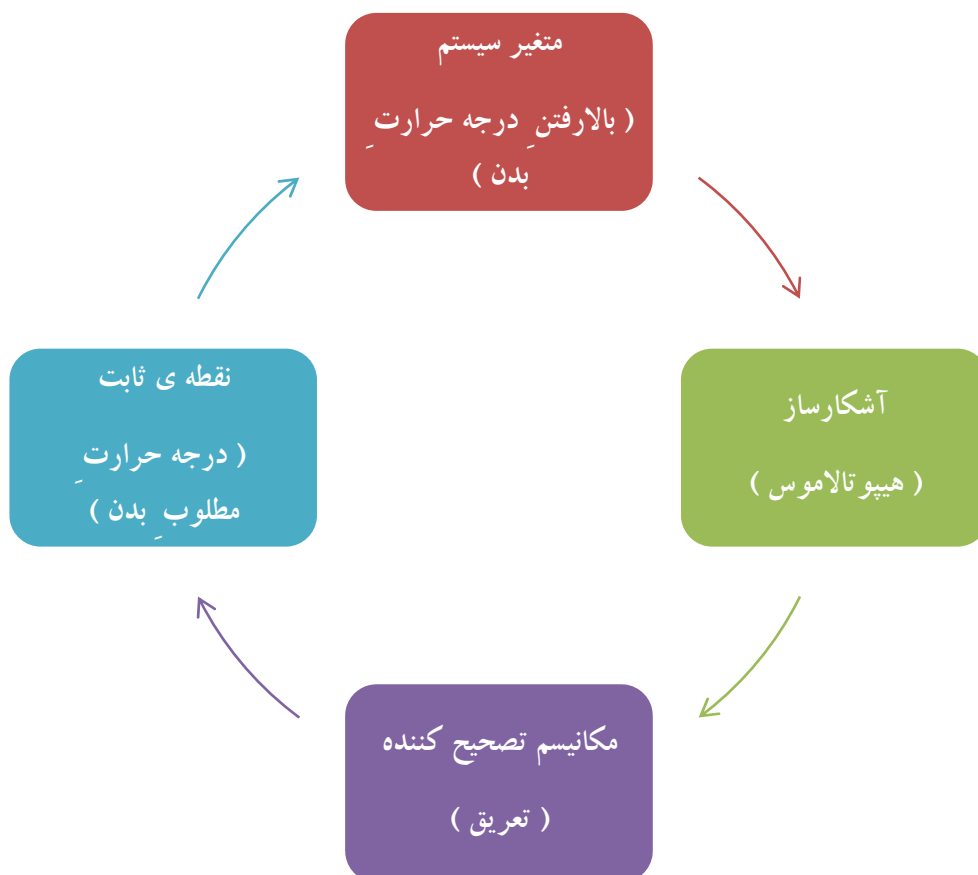 متغیر سیستم
( بالارفتن ِ درجه حرارت ِ
بدن )
آشکارساز
( هیپوتالاموس )
مکانیسم تصحیح کننده
( تعریق )
نقطه ی ثابت
( درجه حرارت ِ
مطلوب ِ بدن )